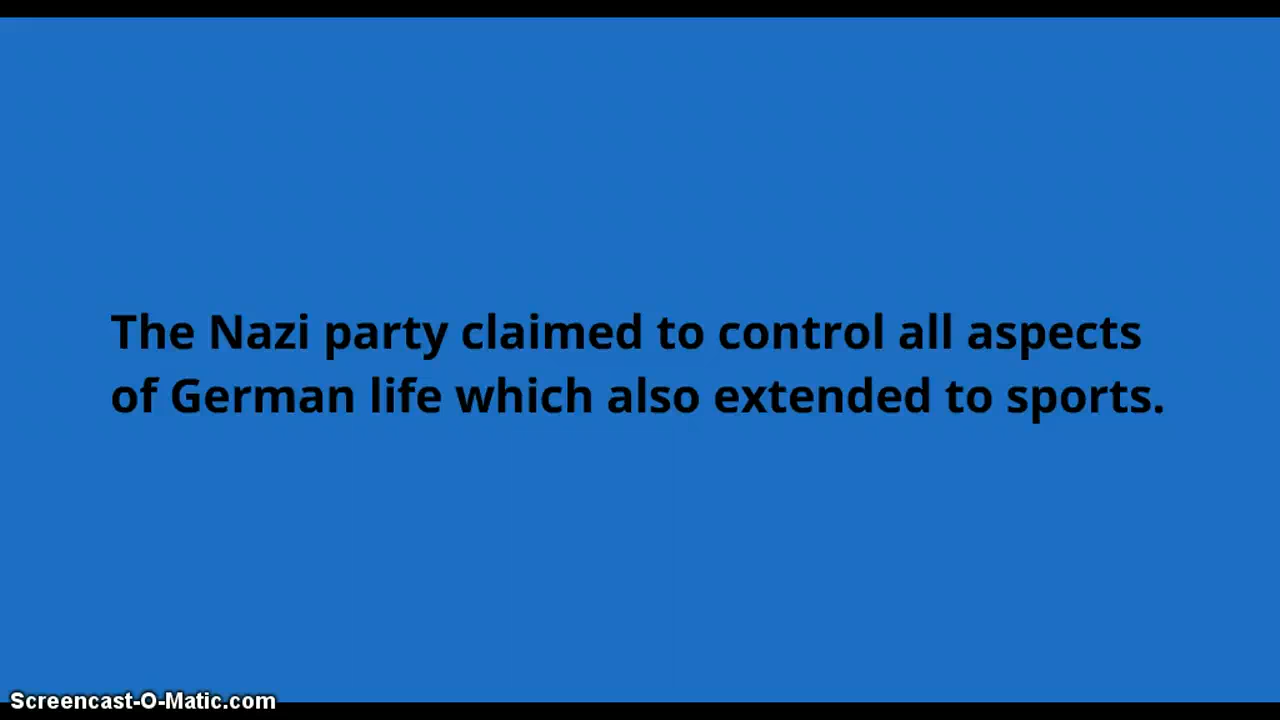 The Nazi party claimed to control all aspects
of German life which also extended to sports.
Screencast-O-Matic.com